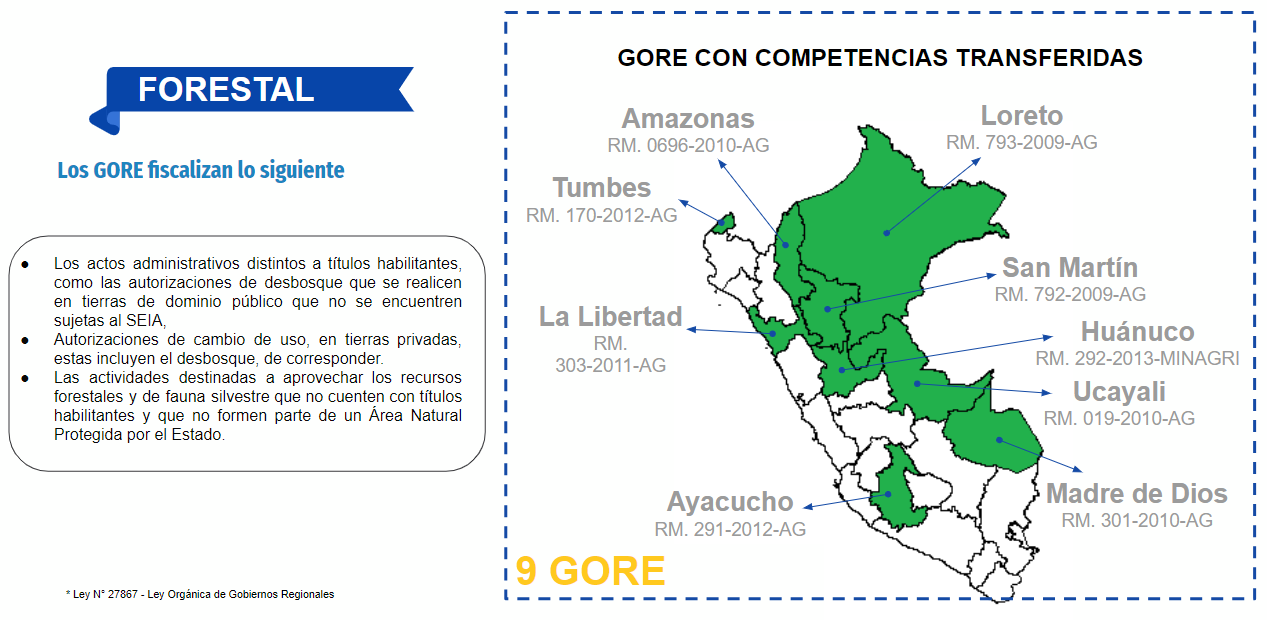 FORESTAL
Los GORE fiscalizan lo siguiente
● Los actos administrativos distintos a títulos habilitantes,
como las autorizaciones de desbosque que se realicen
en tierras de dominio público que no se encuentren
sujetas al SEIA,
● Autorizaciones de cambio de uso, en tierras privadas,
estas incluyen el desbosque, de corresponder.
● Las actividades destinadas a aprovechar los recursos
forestales y de fauna silvestre que no cuenten con títulos
habilitantes y que no formen parte de un Área Natural
Protegida por el Estado.
* Ley N° 27867 - Ley Orgánica de Gobiernos Regionales
GORE CON COMPETENCIAS TRANSFERIDAS
Amazonas
RM. 0696-2010-AG
Loreto
RM. 793-2009-AG
Tumbes
RM. 170-2012-AG
San Martín
RM. 792-2009-AG
La Libertad
RM.
303-2011-AG
Huánuco
RM. 292-2013-MINAGRI
Ucayali
RM. 019-2010-AG
Ayacucho
RM. 291-2012-AG
Madre de Dios
RM. 301-2010-AG
9 GORE